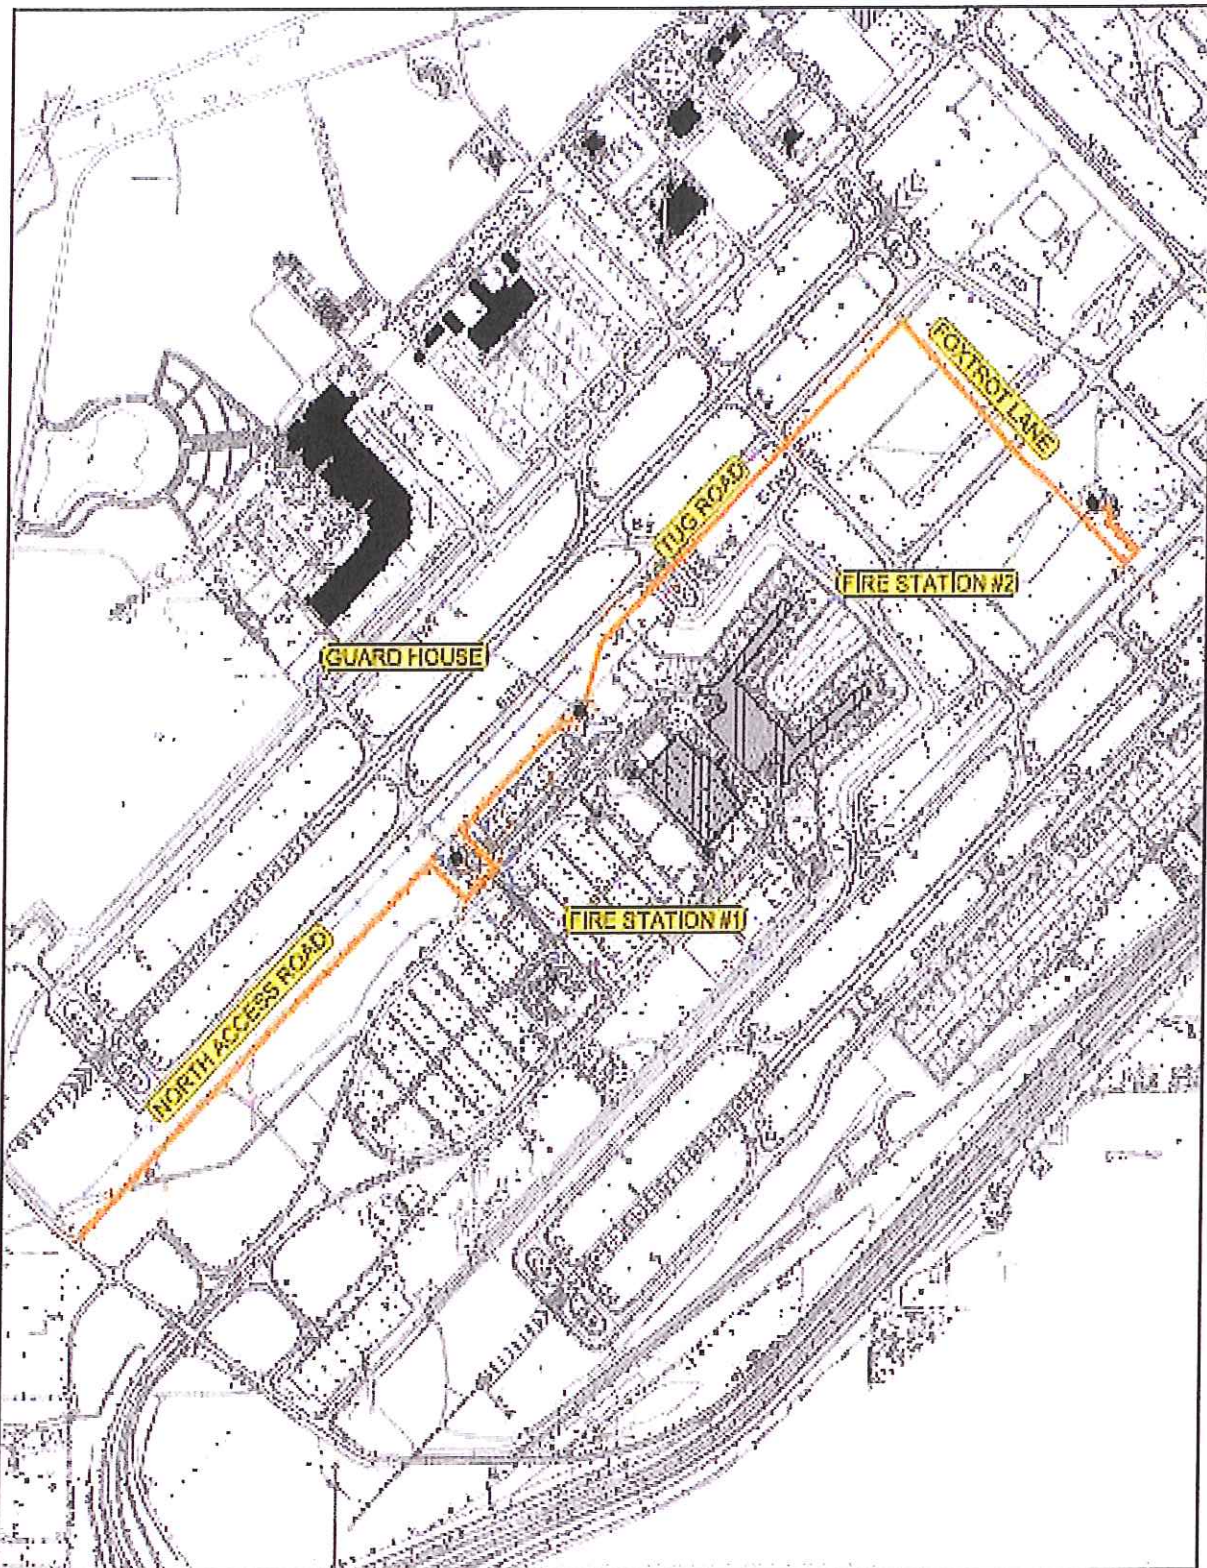 FOXTROT LANE
TUG ROAD
FIRE STATION #2
GUARD HOUSE
FIRE STATION #1
NORTH ACCESS ROAD